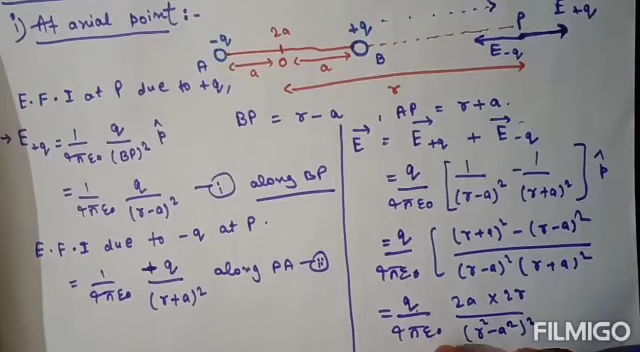 i) At axial point :-
-q 2a +q P E+q
A a o a B E-q
r
E.F.I at P due to +q,
BP = r - a , AP = r + a.
→ E+q = 1/4πε0 q/(BP)² p̂
= 1/4πε0 q/(r-a)² — (i) along BP
E.F.I due to -q at P.
= 1/4πε0 +q/(r+a)² along PA — (ii)
E⃗ = E⃗+q + E⃗-q
= q/4πε0 [ 1/(r-a)² - 1/(r+a)² ] p̂
= q/4πε0 [ (r+a)² - (r-a)² / (r-a)² (r+a)²
= q/4πε0 2a × 2r / (r²-a²)²
FILMIGO